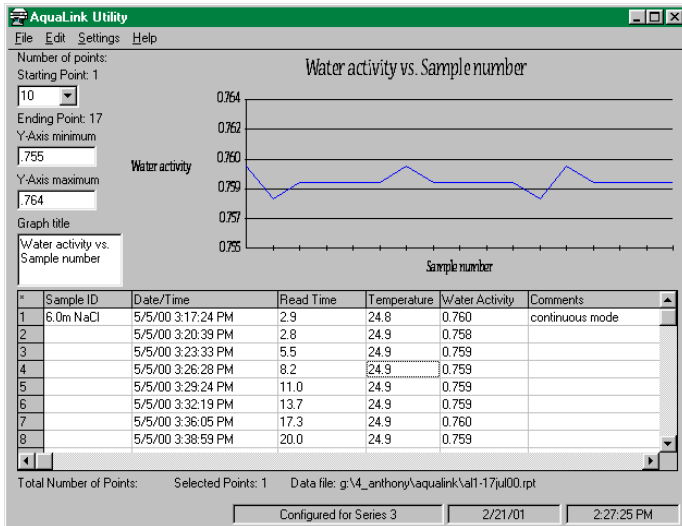 AquaLink Utility
File Edit Settings Help
Number of points:
Starting Point: 1
10
Ending Point: 17
Y-Axis minimum
.755
Y-Axis maximum
.764
Graph title
Water activity vs.
Sample number
Water activity vs. Sample number
0.764
0.762
0.760
Water activity
0.759
0.757
0.755
Sample number
* Sample ID Date/Time Read Time Temperature Water Activity Comments
1 6.0m NaCl 5/5/00 3:17:24 PM 2.9 24.8 0.760 continuous mode
2 5/5/00 3:20:39 PM 2.8 24.9 0.758
3 5/5/00 3:23:33 PM 5.5 24.9 0.759
4 5/5/00 3:26:28 PM 8.2 24.9 0.759
5 5/5/00 3:29:24 PM 11.0 24.9 0.759
6 5/5/00 3:32:19 PM 13.7 24.9 0.759
7 5/5/00 3:36:05 PM 17.3 24.9 0.760
8 5/5/00 3:38:59 PM 20.0 24.9 0.759
Total Number of Points: Selected Points: 1 Data file: g:\4_anthony\aqualink\al1-17jul00.rpt
Configured for Series 3 2/21/01 2:27:25 PM